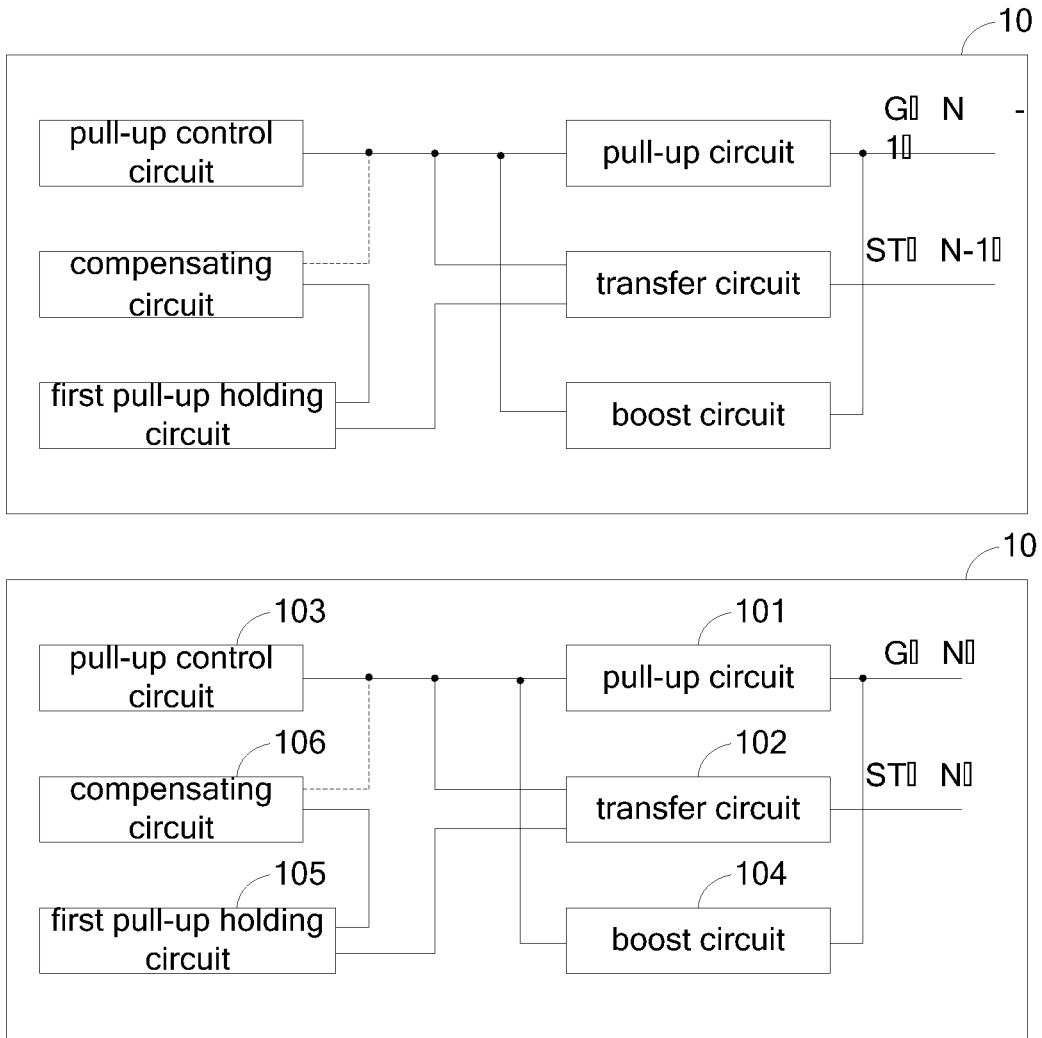 10
G▯ N -
1▯
pull-up control
circuit
pull-up circuit
compensating
circuit
transfer circuit
ST▯ N-1▯
first pull-up holding
circuit
boost circuit
10
103
pull-up control
circuit
101
pull-up circuit
G▯ N▯
106
compensating
circuit
102
transfer circuit
ST▯ N▯
105
first pull-up holding
circuit
104
boost circuit